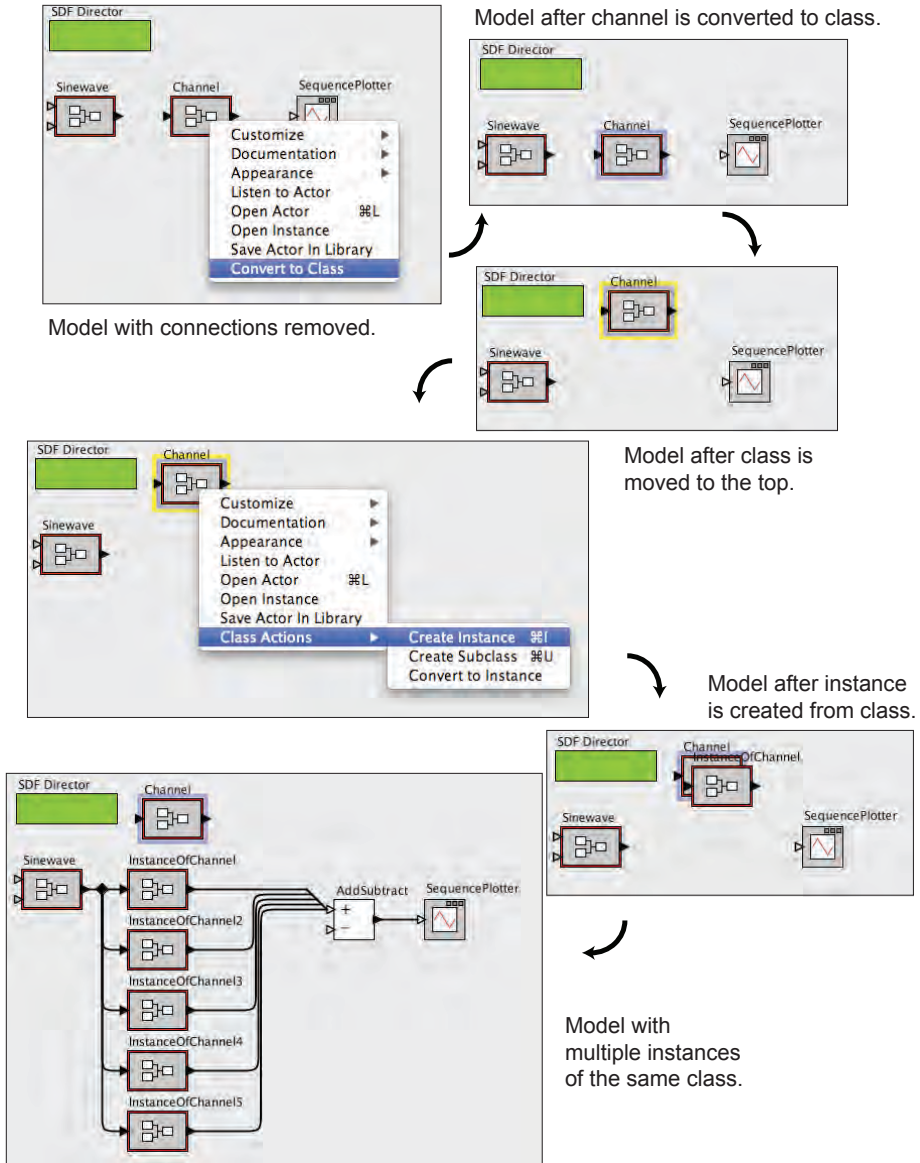 SDF Director
Sinewave
Channel
SequencePlotter
Customize
Documentation
Appearance
Listen to Actor
Open Actor ⌘L
Open Instance
Save Actor In Library
Convert to Class
Model with connections removed.
Model after channel is converted to class.
SDF Director
Sinewave
Channel
SequencePlotter
SDF Director
Channel
Sinewave
SequencePlotter
Model after class is
moved to the top.
SDF Director
Channel
Sinewave
Customize
Documentation
Appearance
Listen to Actor
Open Actor ⌘L
Open Instance
Save Actor In Library
Class Actions
Create Instance ⌘I
Create Subclass ⌘U
Convert to Instance
Model after instance
is created from class.
SDF Director
Channel
InstanceOfChannel
Sinewave
SequencePlotter
SDF Director
Channel
Sinewave
InstanceOfChannel
InstanceOfChannel2
InstanceOfChannel3
InstanceOfChannel4
InstanceOfChannel5
AddSubtract
+
−
SequencePlotter
Model with
multiple instances
of the same class.